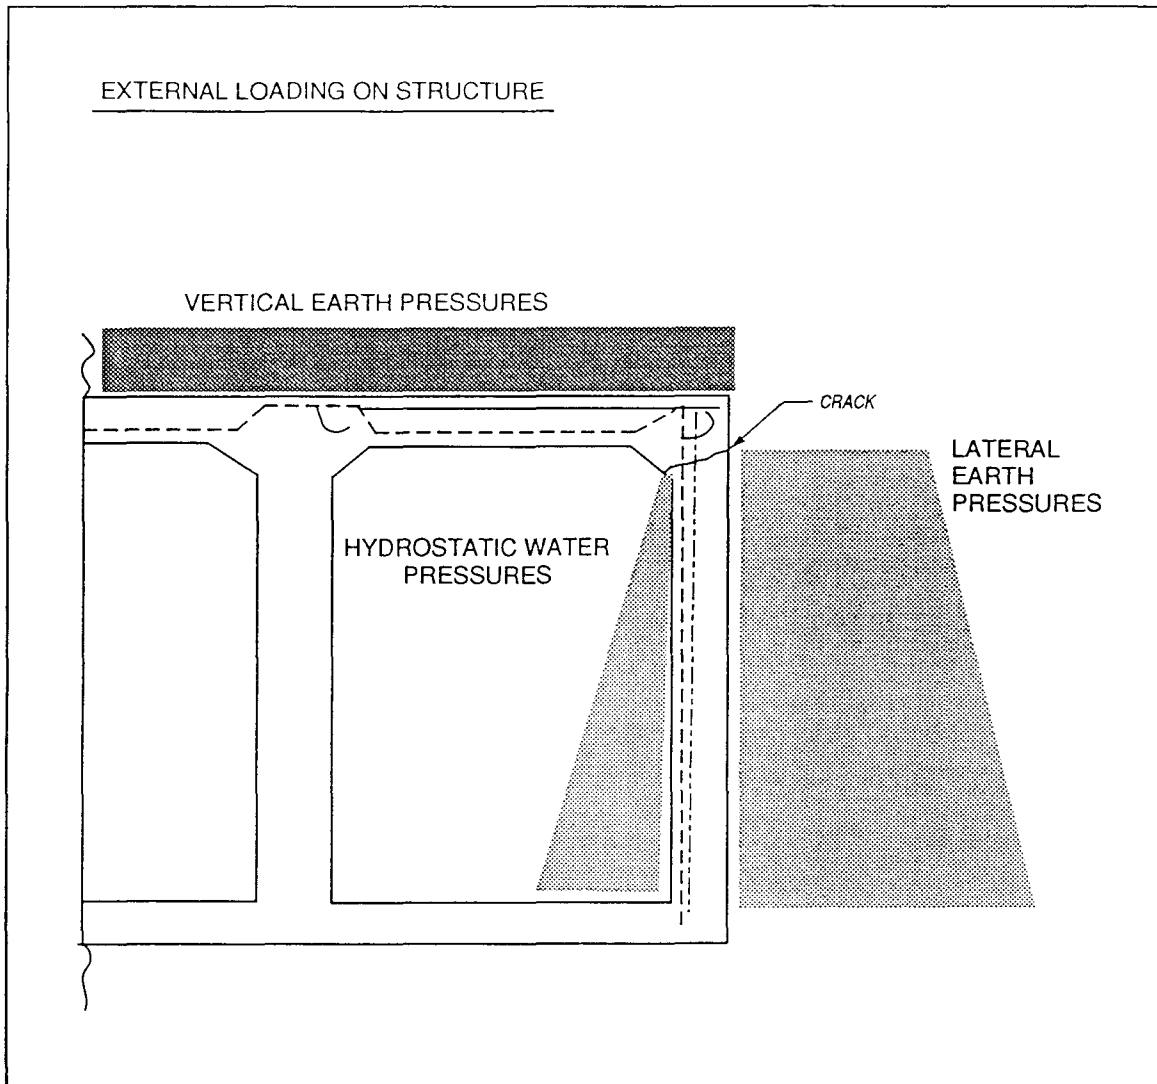 EXTERNAL LOADING ON STRUCTURE
VERTICAL EARTH PRESSURES
CRACK
LATERAL
EARTH
PRESSURES
HYDROSTATIC WATER
PRESSURES